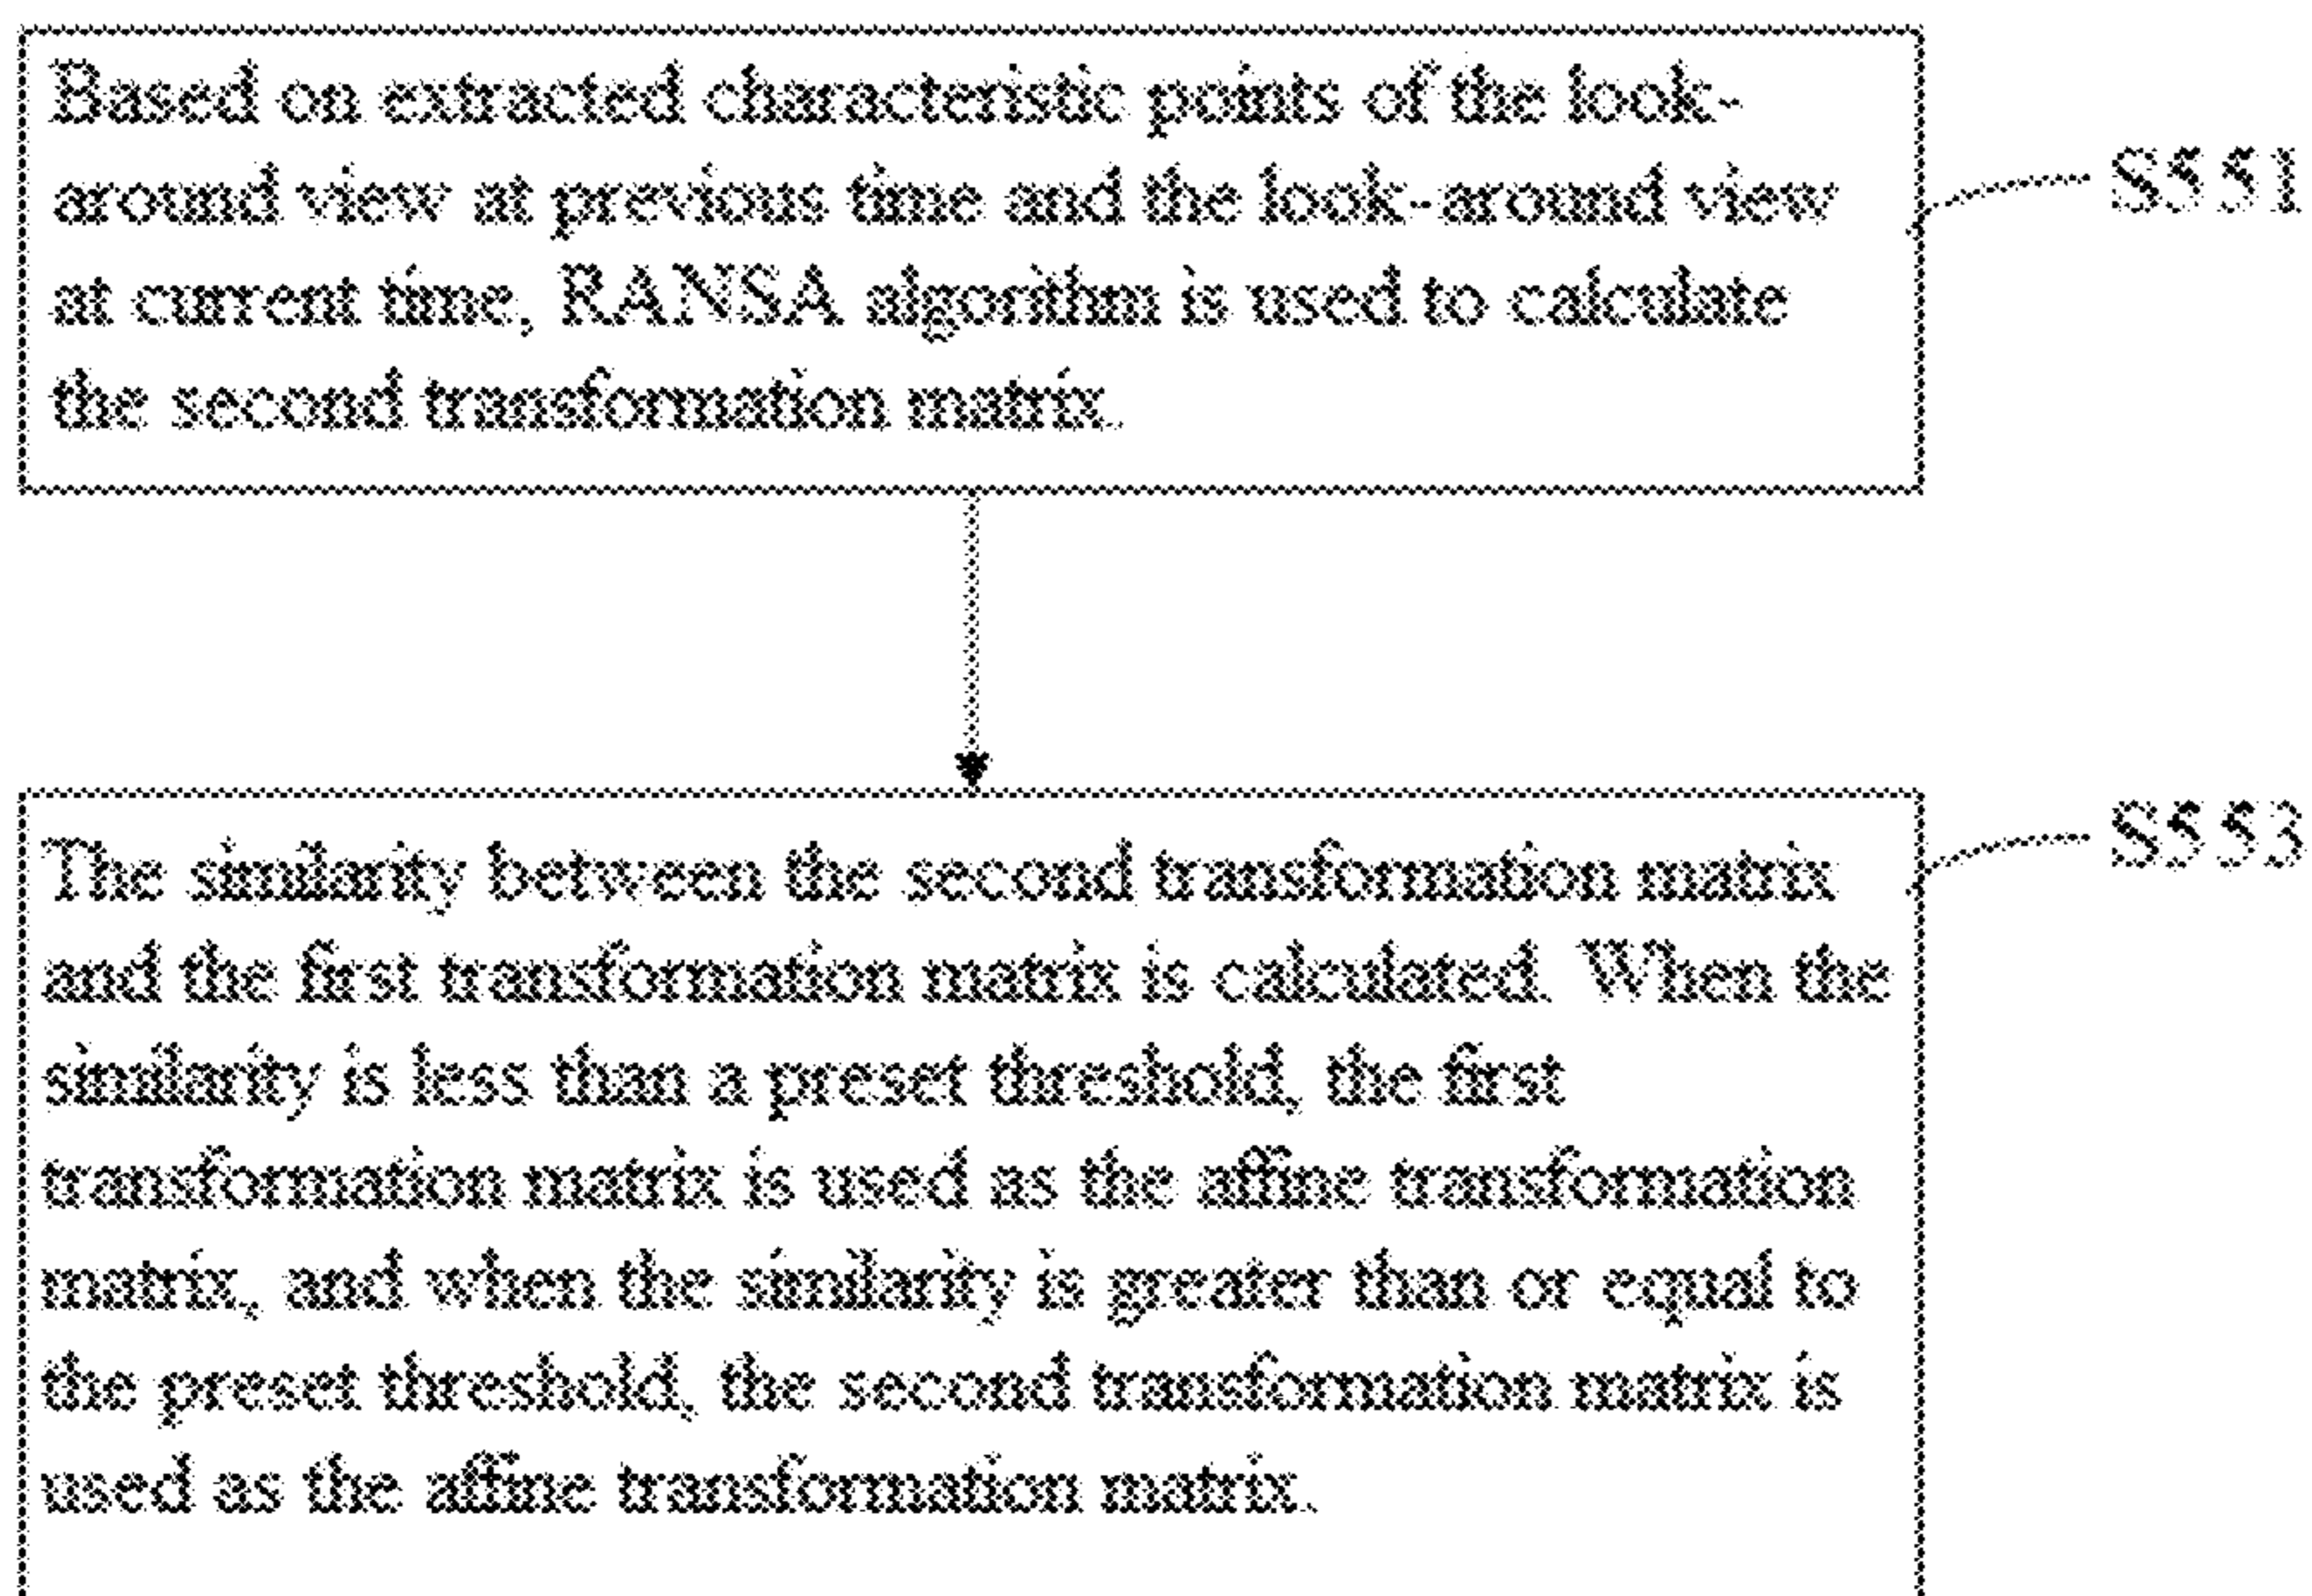 Based on extracted characteristic points of the look-
around view at previous time and the look-around view
at current time, RANSA algorithm is used to calculate
the second transformation matrix.
S551
The similarity between the second transformation matrix
and the first transformation matrix is calculated. When the
similarity is less than a preset threshold, the first
transformation matrix is used as the affine transformation
matrix, and when the similarity is greater than or equal to
the preset threshold, the second transformation matrix is
used as the affine transformation matrix.
S553